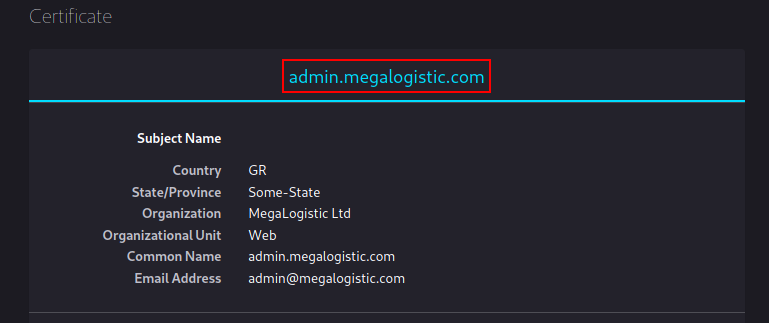 Certificate
admin.megalogistic.com
Subject Name
Country GR
State/Province Some-State
Organization MegaLogistic Ltd
Organizational Unit Web
Common Name admin.megalogistic.com
Email Address admin@megalogistic.com